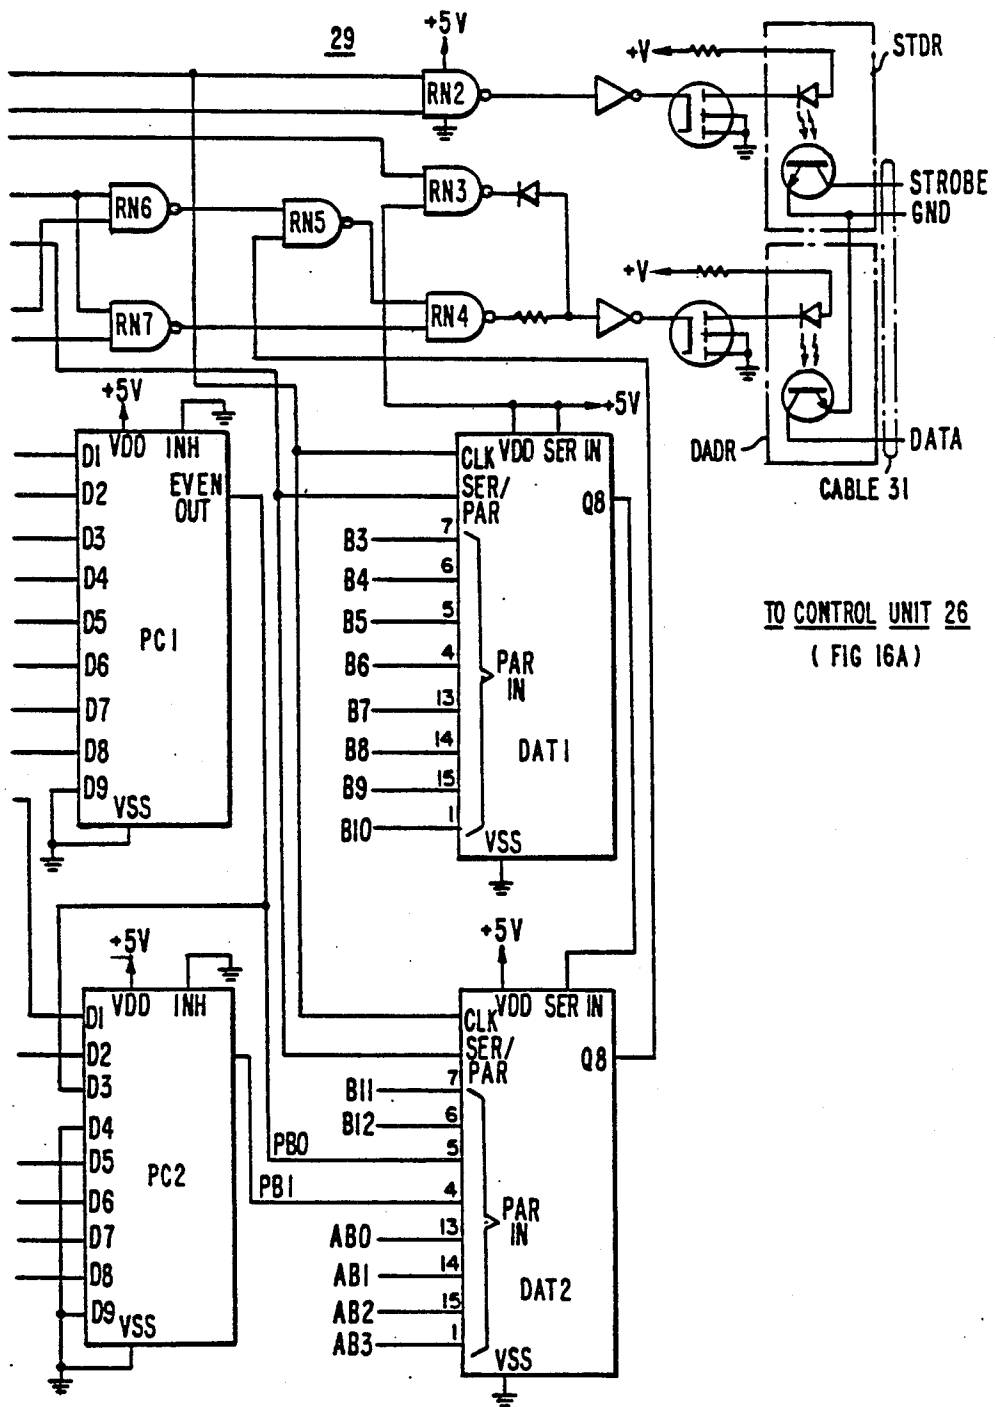 29
+5V
+V
STDR
RN2
STROBE
GND
RN3
RN6
RN5
+V
RN4
RN7
+5V
+5V
DADR
DATA
CABLE 31
VDD INH
D1
EVEN
OUT
D2
D3
D4
D5
D6
D7
D8
D9
PC1
VSS
VDD SER IN
CLK
SER/
PAR
Q8
B3 7
B4 6
B5 5
B6 4
B7 13
B8 14
B9 15
B10 1
PAR
IN
DAT1
VSS
TO CONTROL UNIT 26
( FIG 16A )
+5V
VDD INH
D1
D2
D3
D4
D5
D6
D7
D8
D9
PC2
VSS
PB0
PB1
+5V
VDD SER IN
CLK
SER/
PAR
Q8
B11 7
B12 6
5
4
AB0 13
AB1 14
AB2 15
AB3 1
PAR
IN
DAT2
VSS